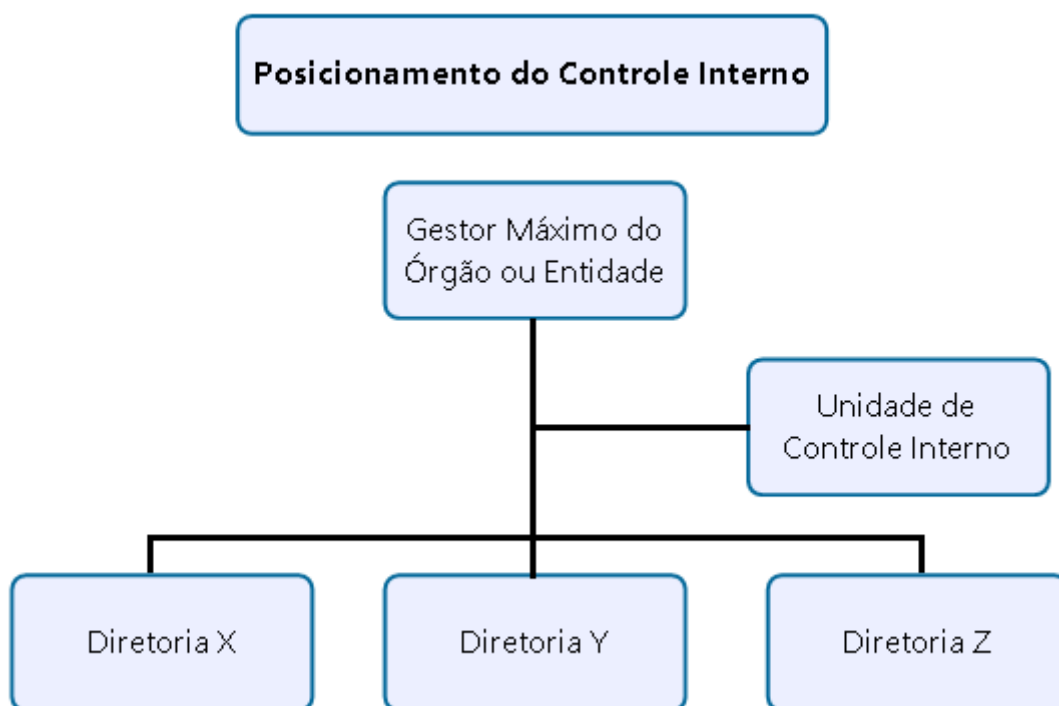 Posicionamento do Controle Interno
Gestor Máximo do
Órgão ou Entidade
Unidade de
Controle Interno
Diretoria X
Diretoria Y
Diretoria Z